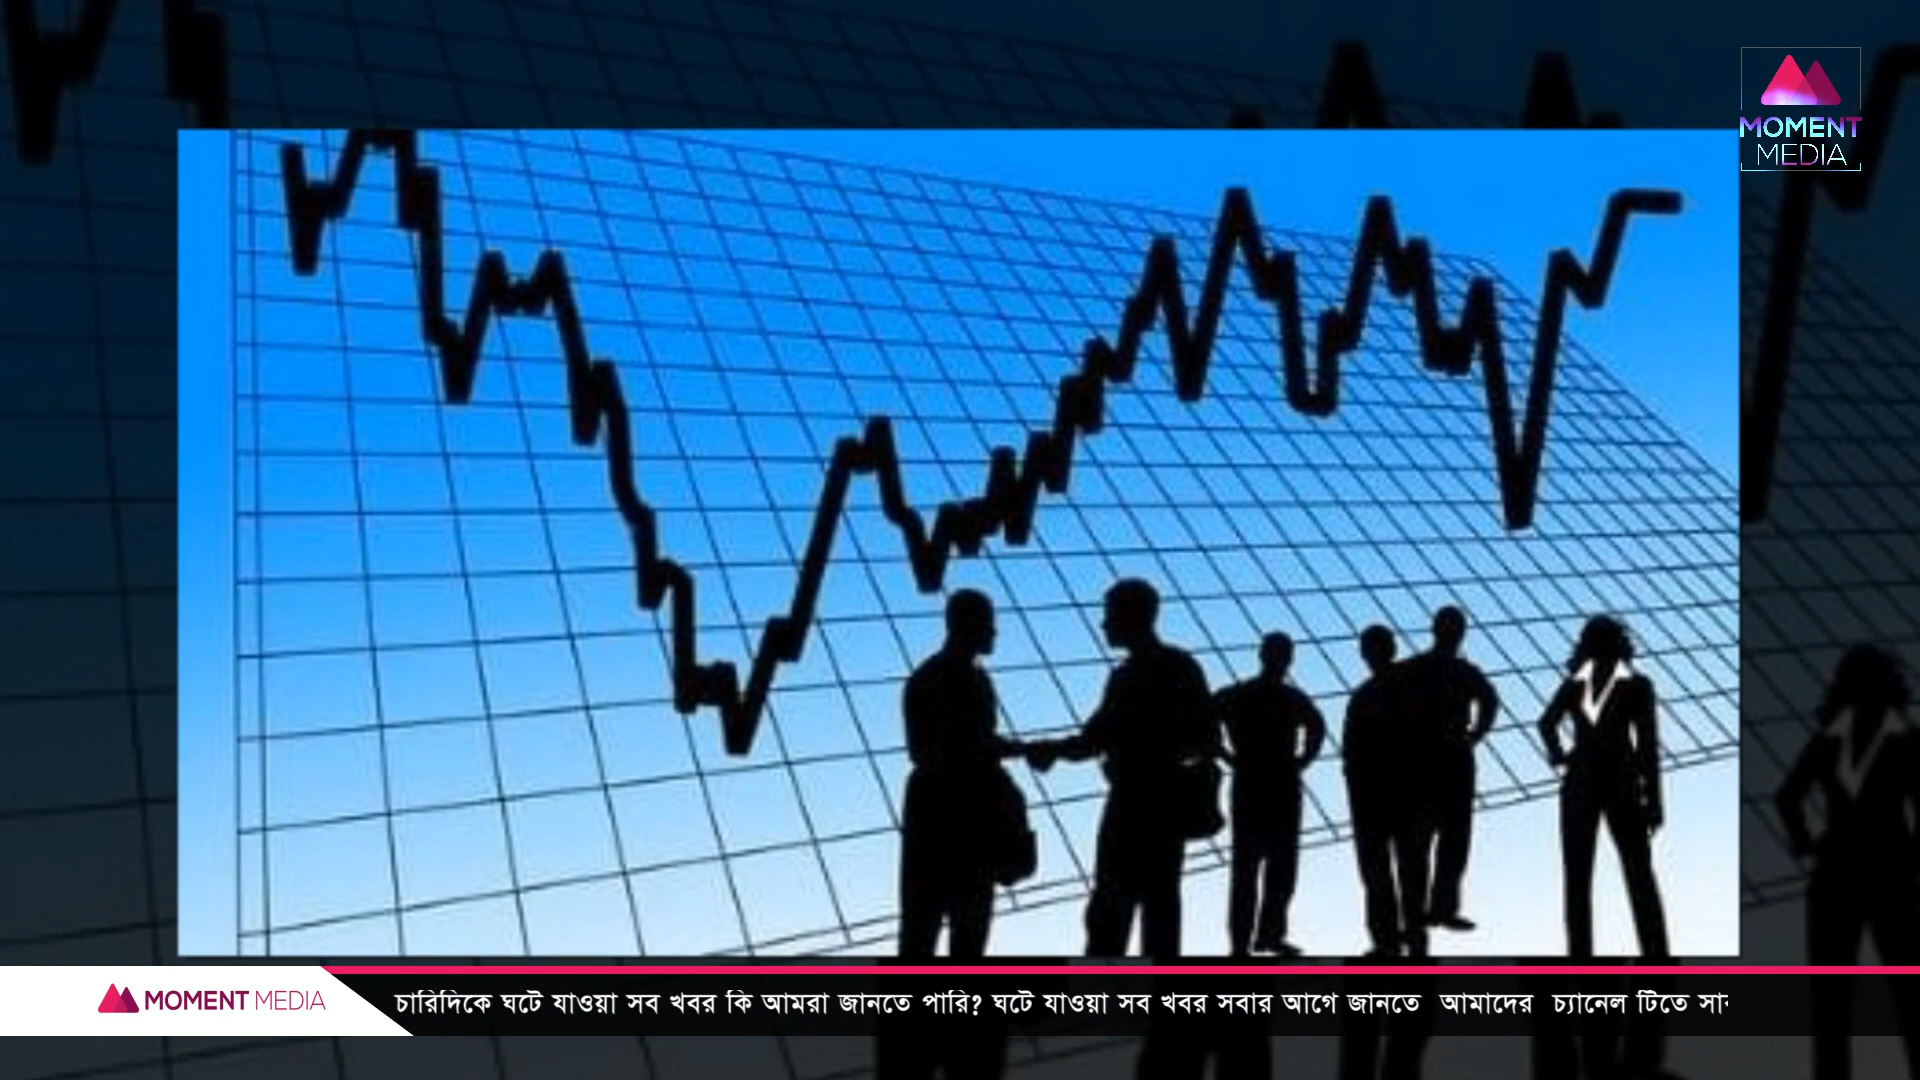 MOMENT
MEDIA
MOMENT MEDIA
চারিদিকে ঘটে যাওয়া সব খবর কি আমরা জানতে পারি? ঘটে যাওয়া সব খবর সবার আগে জানতে আমাদের চ্যানেল টিতে